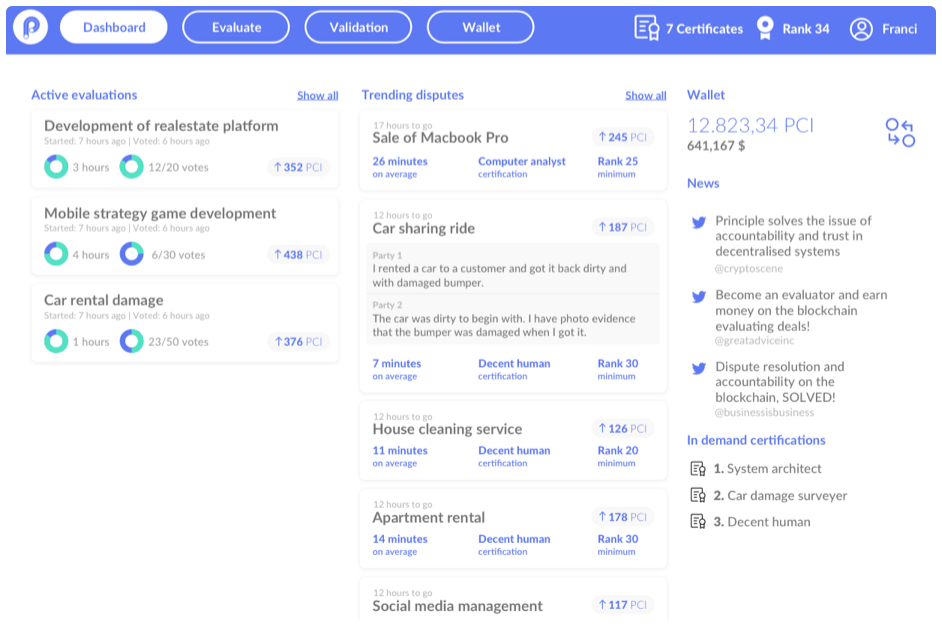 Dashboard
Evaluate
Validation
Wallet
7 Certificates
Rank 34
Franci
Active evaluations
Show all
Development of realestate platform
Started: 7 hours ago | Voted: 6 hours ago
3 hours
12/20 votes
↑ 352 PCI
Mobile strategy game development
Started: 7 hours ago | Voted: 6 hours ago
4 hours
6/30 votes
↑ 438 PCI
Car rental damage
Started: 7 hours ago | Voted: 6 hours ago
1 hours
23/50 votes
↑ 376 PCI
Trending disputes
Show all
17 hours to go
Sale of Macbook Pro
↑ 245 PCI
26 minutes
on average
Computer analyst
certification
Rank 25
minimum
12 hours to go
Car sharing ride
↑ 187 PCI
Party 1
I rented a car to a customer and got it back dirty and
with damaged bumper.
Party 2
The car was dirty to begin with. I have photo evidence
that the bumper was damaged when I got it.
7 minutes
on average
Decent human
certification
Rank 30
minimum
12 hours to go
House cleaning service
↑ 126 PCI
11 minutes
on average
Decent human
certification
Rank 20
minimum
12 hours to go
Apartment rental
↑ 178 PCI
14 minutes
on average
Decent human
certification
Rank 30
minimum
12 hours to go
Social media management
↑ 117 PCI
Wallet
12.823,34 PCI
641,167 $
News
Principle solves the issue of
accountability and trust in
decentralised systems
@cryptoscene
Become an evaluator and earn
money on the blockchain
evaluating deals!
@greatadviceinc
Dispute resolution and
accountability on the
blockchain, SOLVED!
@businessisbusiness
In demand certifications
1. System architect
2. Car damage surveyer
3. Decent human